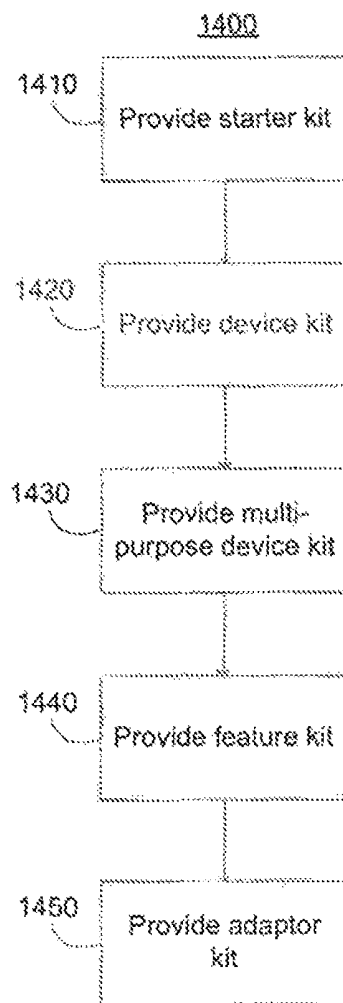 1400
1410
Provide starter kit
1420
Provide device kit
1430
Provide multi-
purpose device kit
1440
Provide feature kit
1450
Provide adaptor
kit